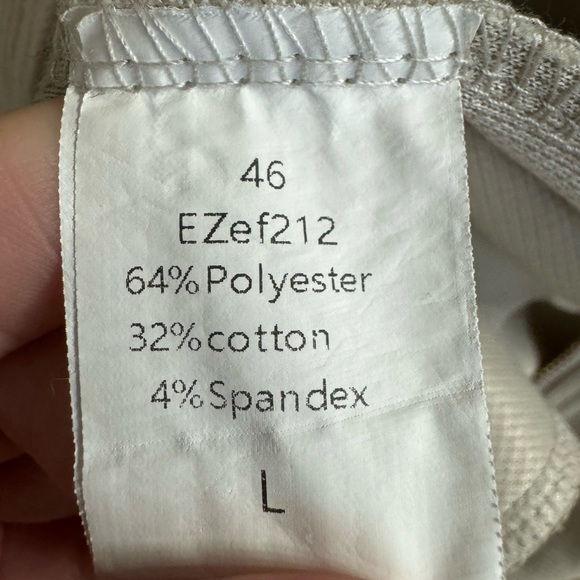 46
EZef212
64%Polyester
32%cotton
4%Spandex
L